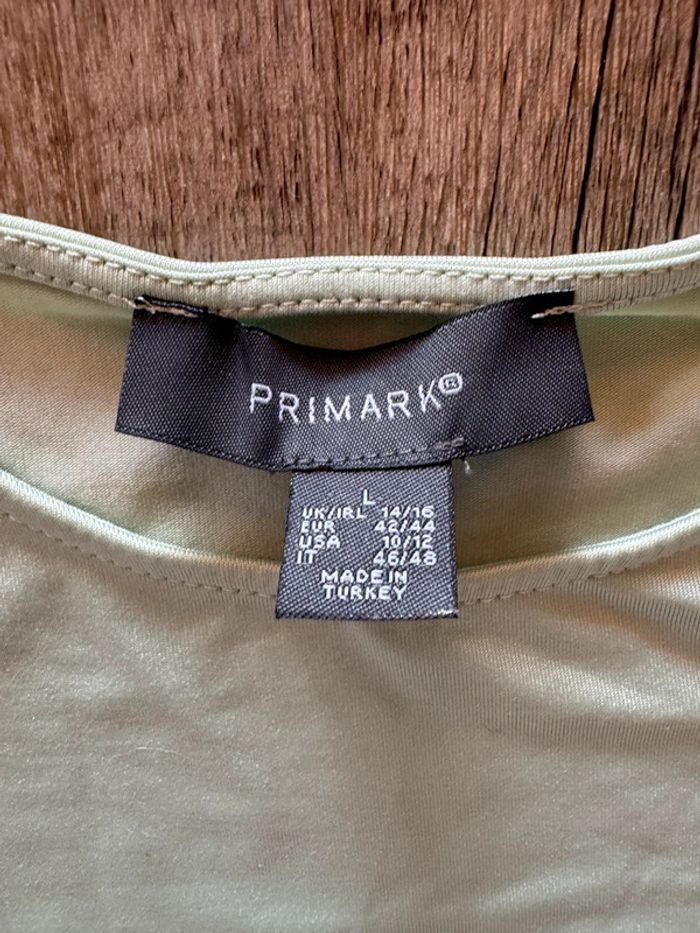 PRIMARK®
L
UK/IRL 14/16
EUR 42/44
USA 10/12
IT 46/48
MADE IN
TURKEY